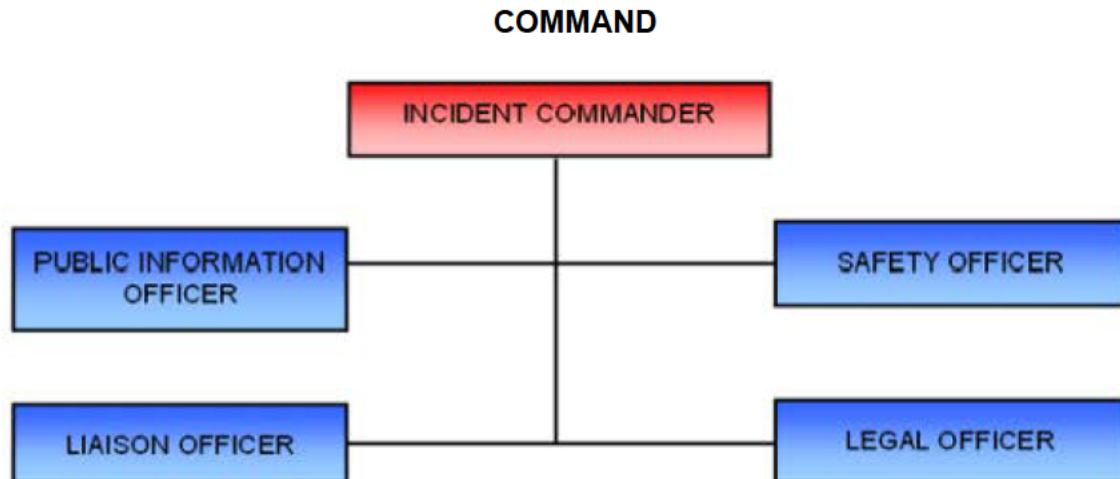 COMMAND
INCIDENT COMMANDER
PUBLIC INFORMATION
OFFICER
SAFETY OFFICER
LIAISON OFFICER
LEGAL OFFICER